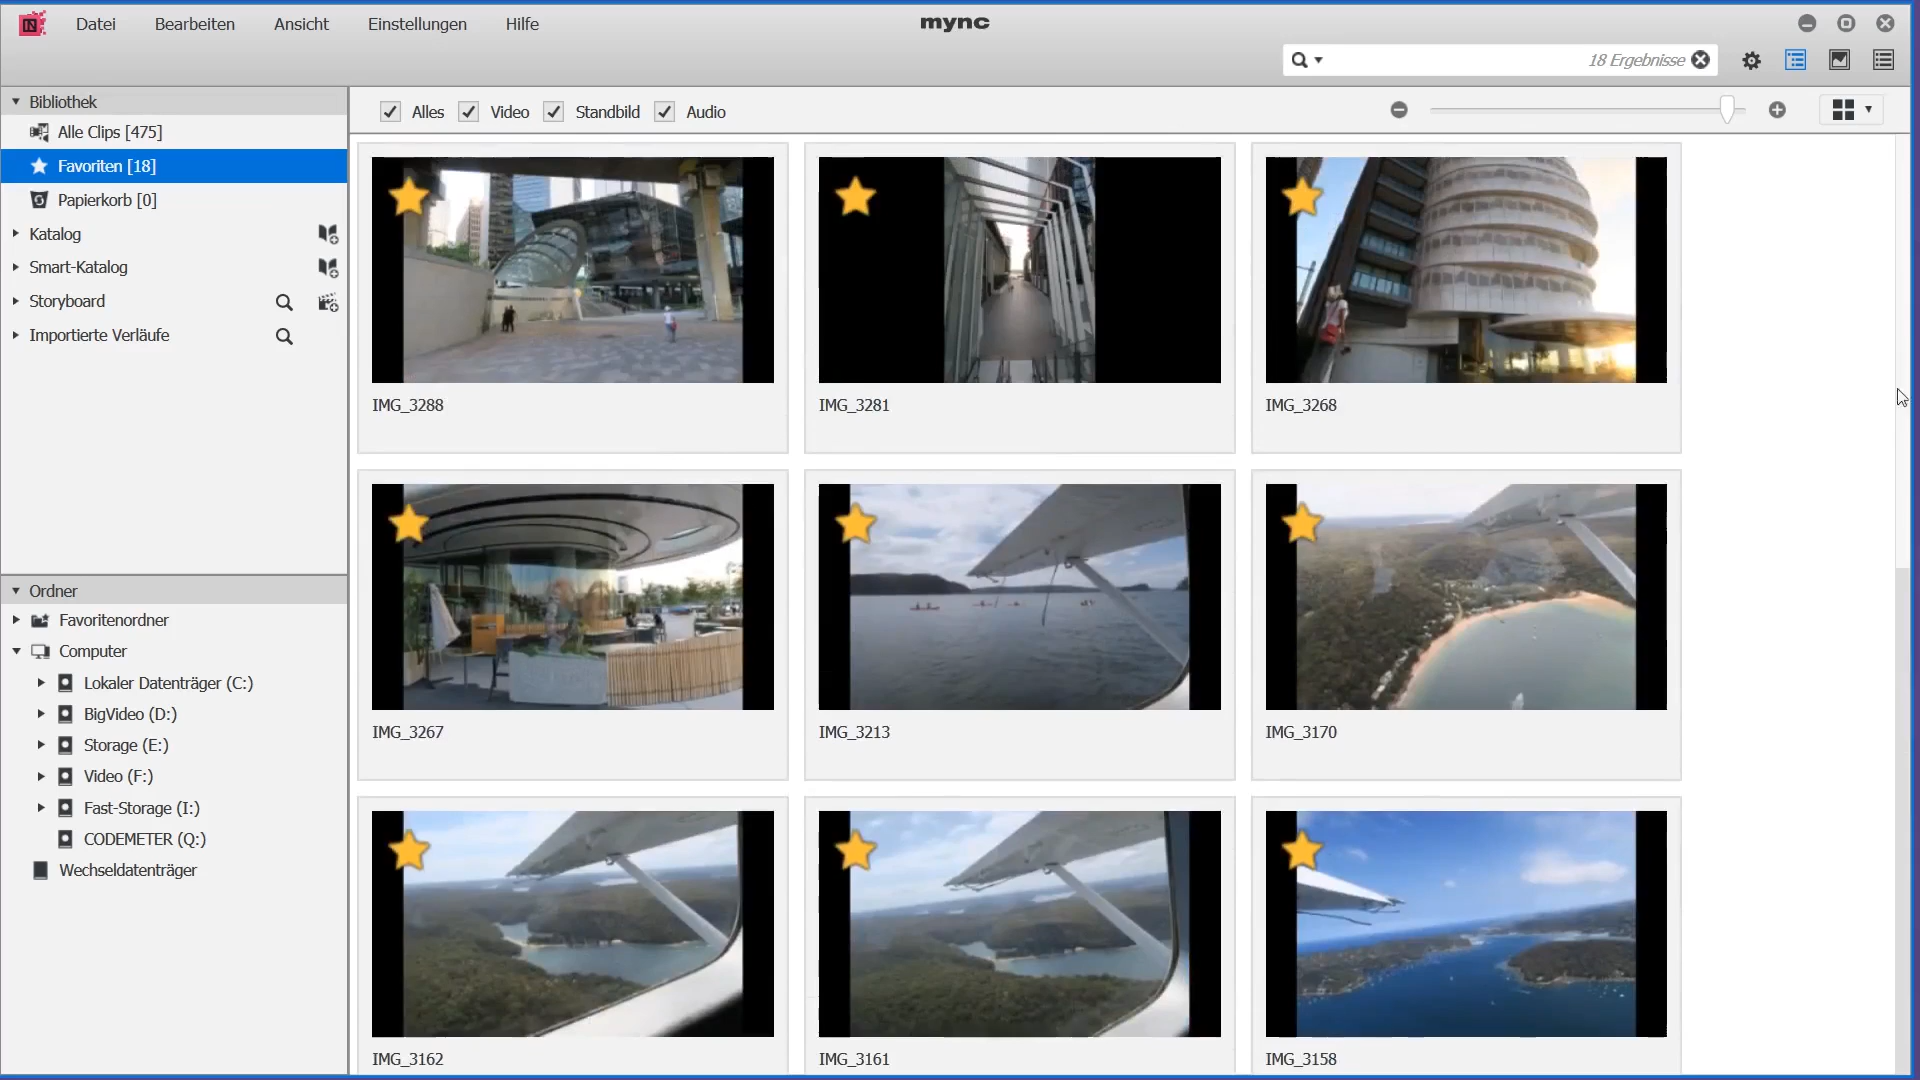 Datei Bearbeiten Ansicht Einstellungen Hilfe
mync
18 Ergebnisse
Bibliothek
Alle Clips [475]
Favoriten [18]
Papierkorb [0]
Katalog
Smart-Katalog
Storyboard
Importierte Verläufe
Ordner
Favoritenordner
Computer
Lokaler Datenträger (C:)
BigVideo (D:)
Storage (E:)
Video (F:)
Fast-Storage (I:)
CODEMETER (Q:)
Wechseldatenträger
Alles Video Standbild Audio
IMG_3288
IMG_3281
IMG_3268
IMG_3267
IMG_3213
IMG_3170
IMG_3162
IMG_3161
IMG_3158